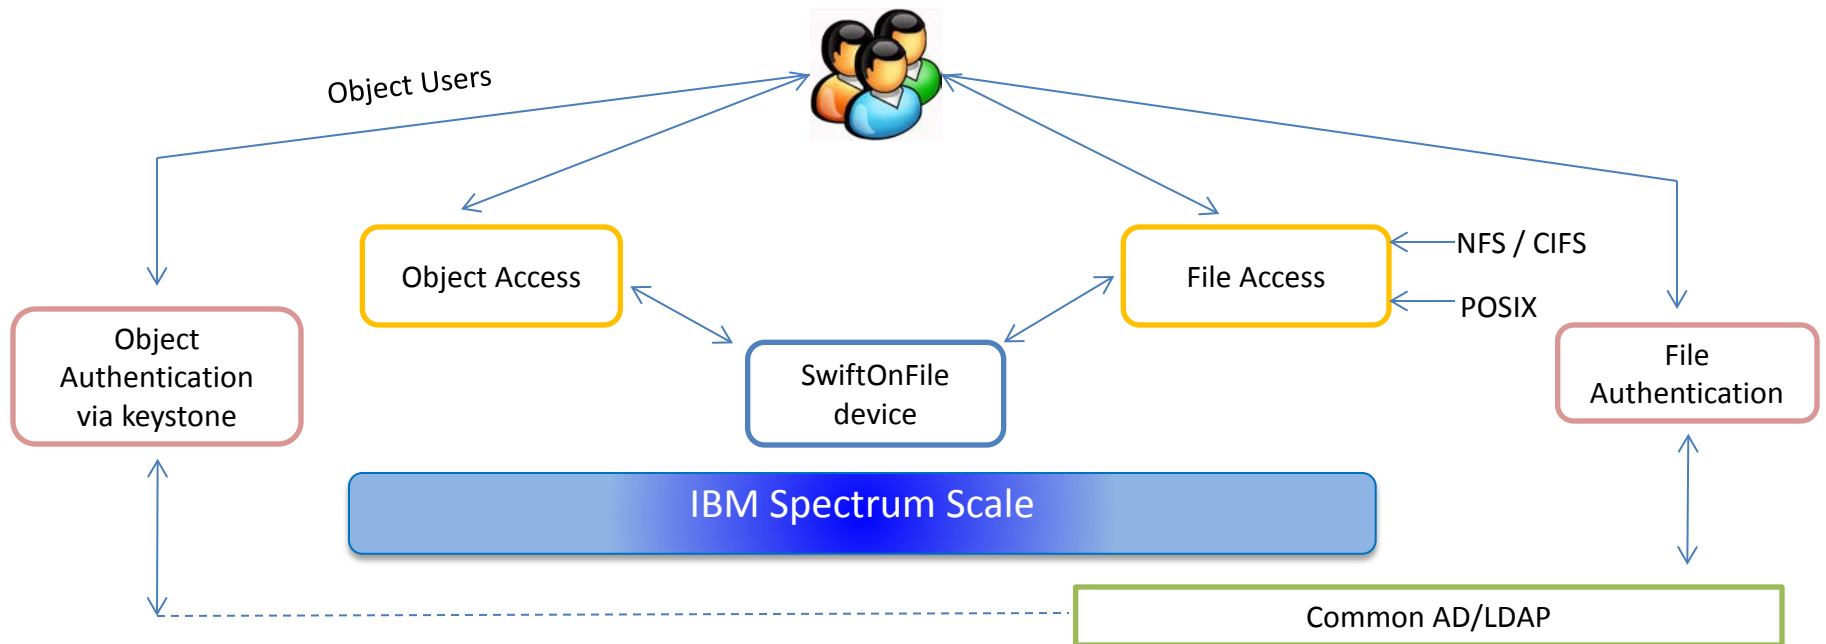 Object Users
NFS / CIFS
Object Access
File Access
POSIX
Object
Authentication
via keystone
SwiftOnFile
device
File
Authentication
IBM Spectrum Scale
Common AD/LDAP